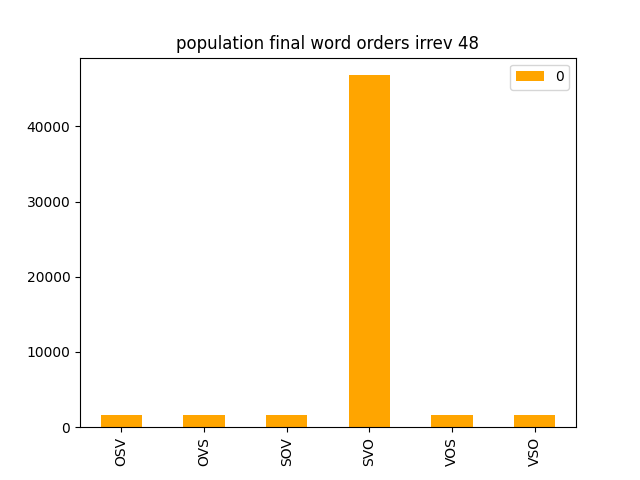 population final word orders irrev 48
0
40000
30000
20000
10000
0
OSV
OVS
SOV
SVO
VOS
VSO